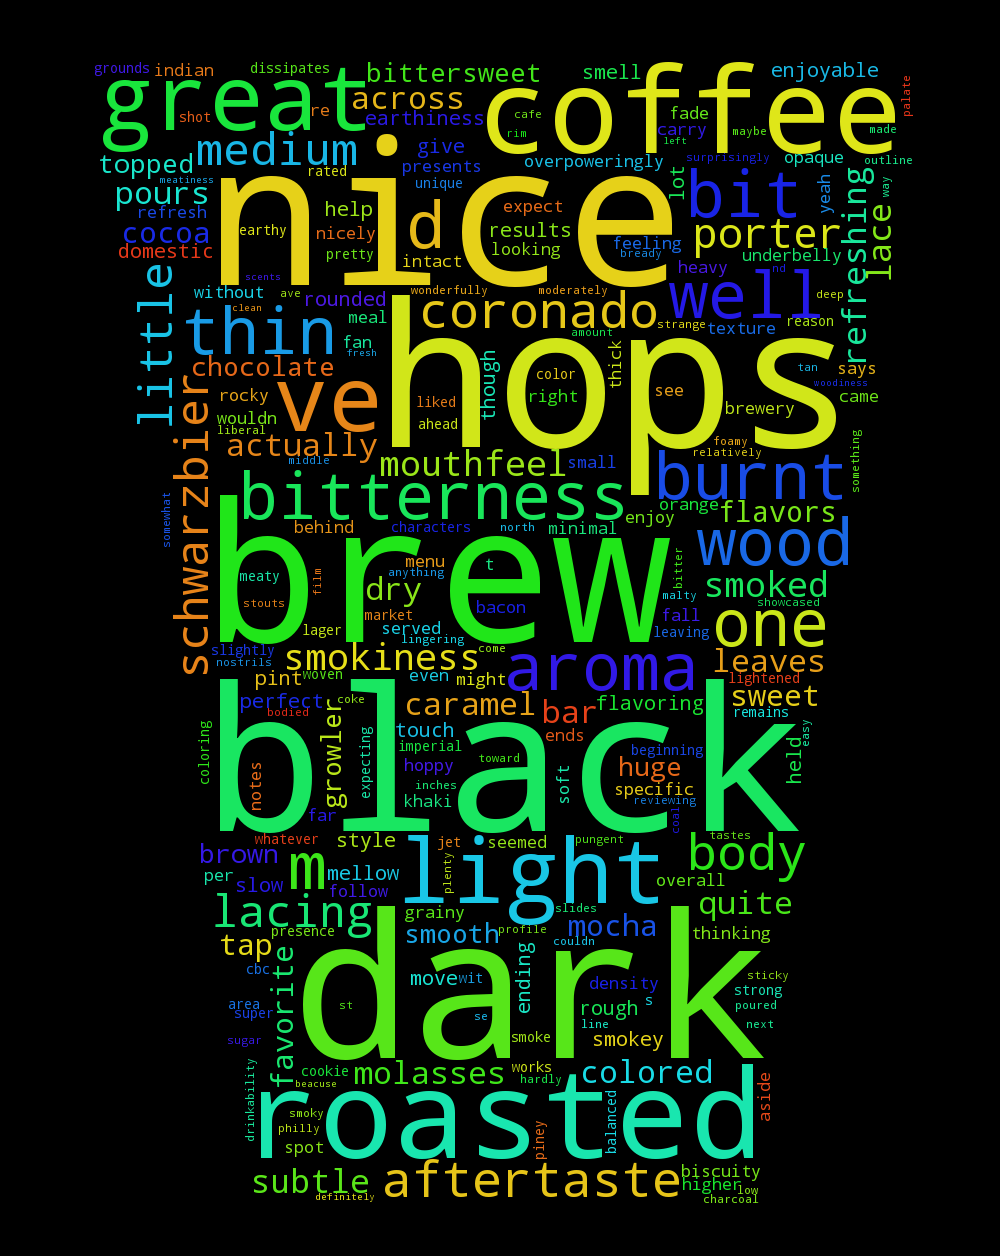 grounds indian dissipates bittersweet smell coffee enjoyable palate
great shot re across earthiness cafe rim fade carry left maybe made
topped medium give overpoweringly surprisingly opaque outline
meatiness rated presents unique lot way
pours nice help d expect bit yeah lace
refresh nicely results porter refreshing
cocoa earthy pretty looking feeling bready underbelly
domestic intact heavy nd
little scents
without ave rounded wonderfully moderately well deep
clean meal coronado strange texture reason
thin fan hops amount
fresh though thick tan says
chocolate color see woodiness
rocky ve liked right brewery came
wouldn ahead
liberal actually foamy something
schwarzbier middle mouthfeel small relatively
somewhat bitterness burnt
orange flavors
behind characters north minimal enjoy
brew t wood
meaty film menu anything bitter
dry bacon malty smoked
stouts market showcased
lager served lingering fall one
slightly smokiness come leaving
nostrils woven even might aroma leaves
pint lightened
perfect coke caramel bar flavoring sweet
bodied touch ends remains
coloring black growler expecting imperial beginning easy
notes hoppy toward soft huge held
inches specific
khaki reviewing
far coal
whatever style jet seemed pungent tastes
brown m light body
per slow mellow plenty overall
follow
lacing grainy slides quite
presence smooth profile mocha
tap couldn thinking
cbc favorite dark move wit ending density sticky
area st rough s strong
super se line poured
sugar smoke smokey next
drinkability cookie molasses works colored aside
beacuse hardly
smoky roasted balanced
philly piney
spot
subtle aftertaste biscuity
definitely higher low
charcoal